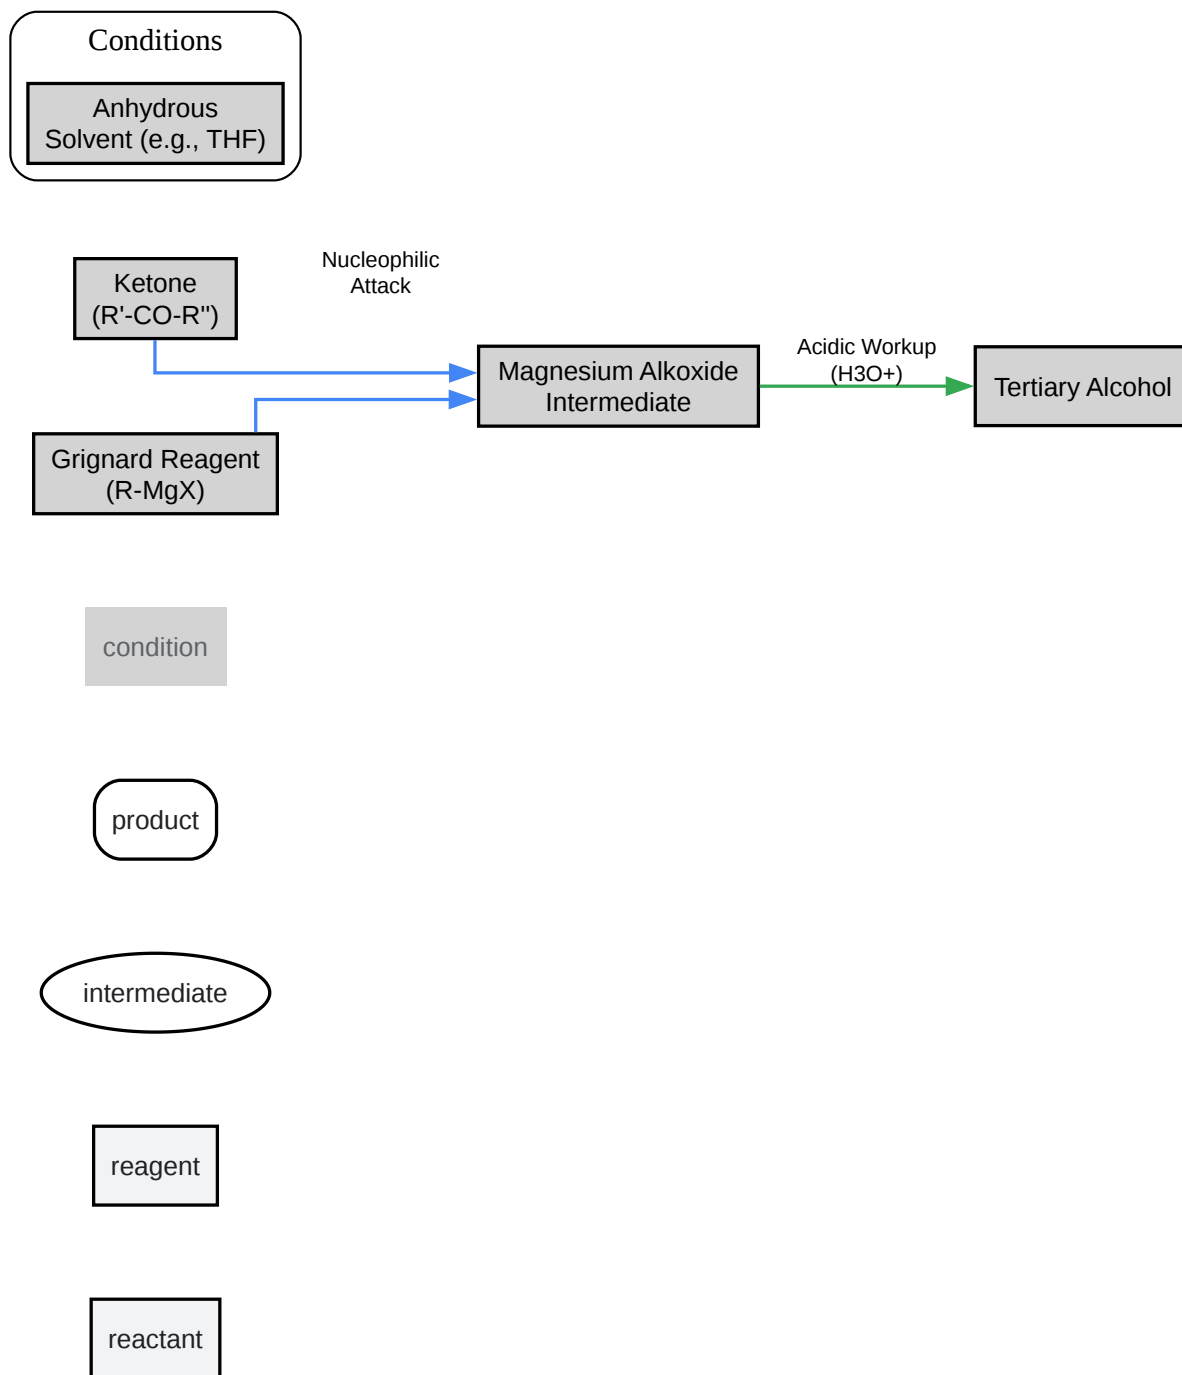 Conditions
Anhydrous
Solvent (e.g., THF)
Ketone
(R'-CO-R'')
Nucleophilic
Attack
Grignard Reagent
(R-MgX)
Magnesium Alkoxide
Intermediate
Acidic Workup
(H3O+)
Tertiary Alcohol
condition
product
intermediate
reagent
reactant